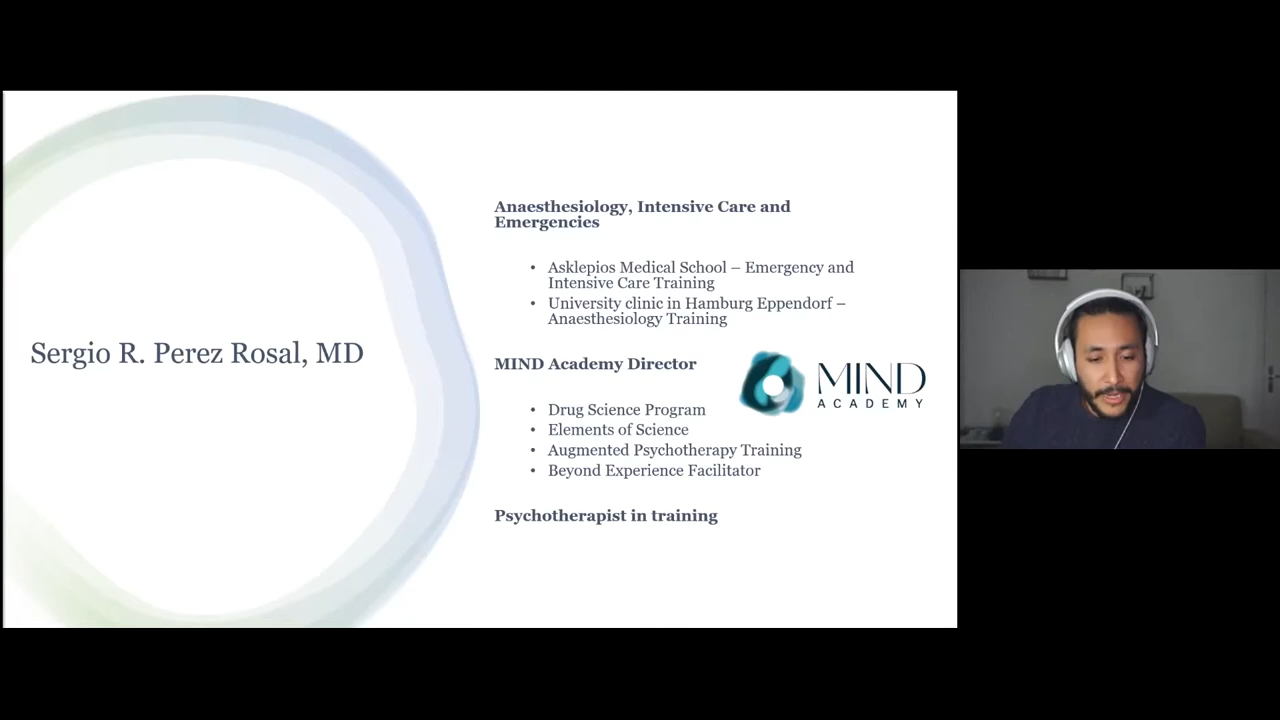 Sergio R. Perez Rosal, MD
Anaesthesiology, Intensive Care and
Emergencies
• Asklepios Medical School – Emergency and
Intensive Care Training
• University clinic in Hamburg Eppendorf –
Anaesthesiology Training
MIND Academy Director
• Drug Science Program
• Elements of Science
• Augmented Psychotherapy Training
• Beyond Experience Facilitator
MIND
ACADEMY
Psychotherapist in training